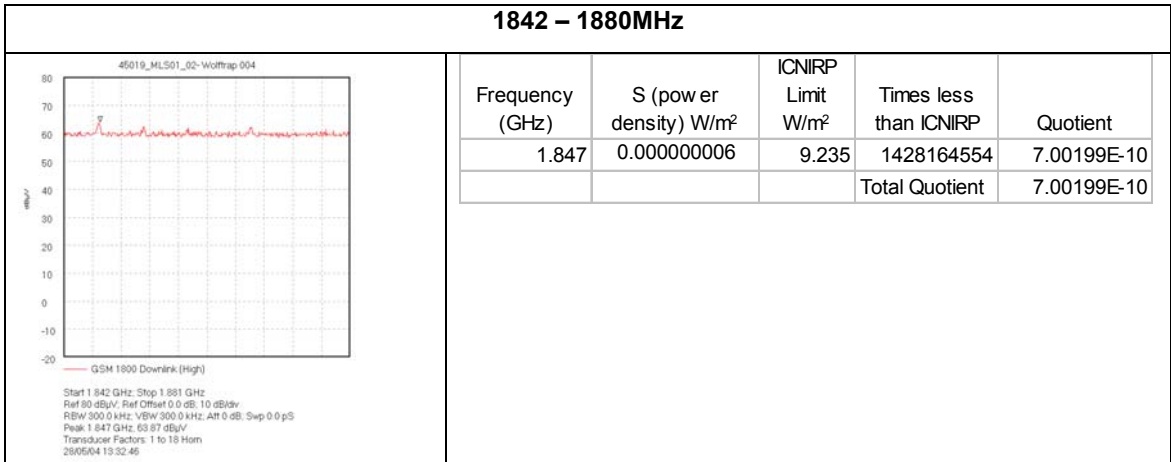 1842 – 1880MHz
45019_MLS01_02- Wolftrap 004
80
70
60
50
40
30
20
10
0
-10
-20
dBµV
GSM 1800 Downlink (High)
Start 1.842 GHz; Stop 1.881 GHz
Ref 80 dBµV; Ref Offset 0.0 dB; 10 dB/div
RBW 300.0 kHz; VBW 300.0 kHz; Att 0 dB; Swp 0.0 pS
Peak 1.847 GHz, 63.87 dBµV
Transducer Factors: 1 to 18 Horn
28/05/04 13:32:46
Frequency (GHz) S (pow er density) W/m² ICNIRP Limit W/m² Times less than ICNIRP Quotient
1.847 0.000000006 9.235 1428164554 7.00199E-10
Total Quotient 7.00199E-10